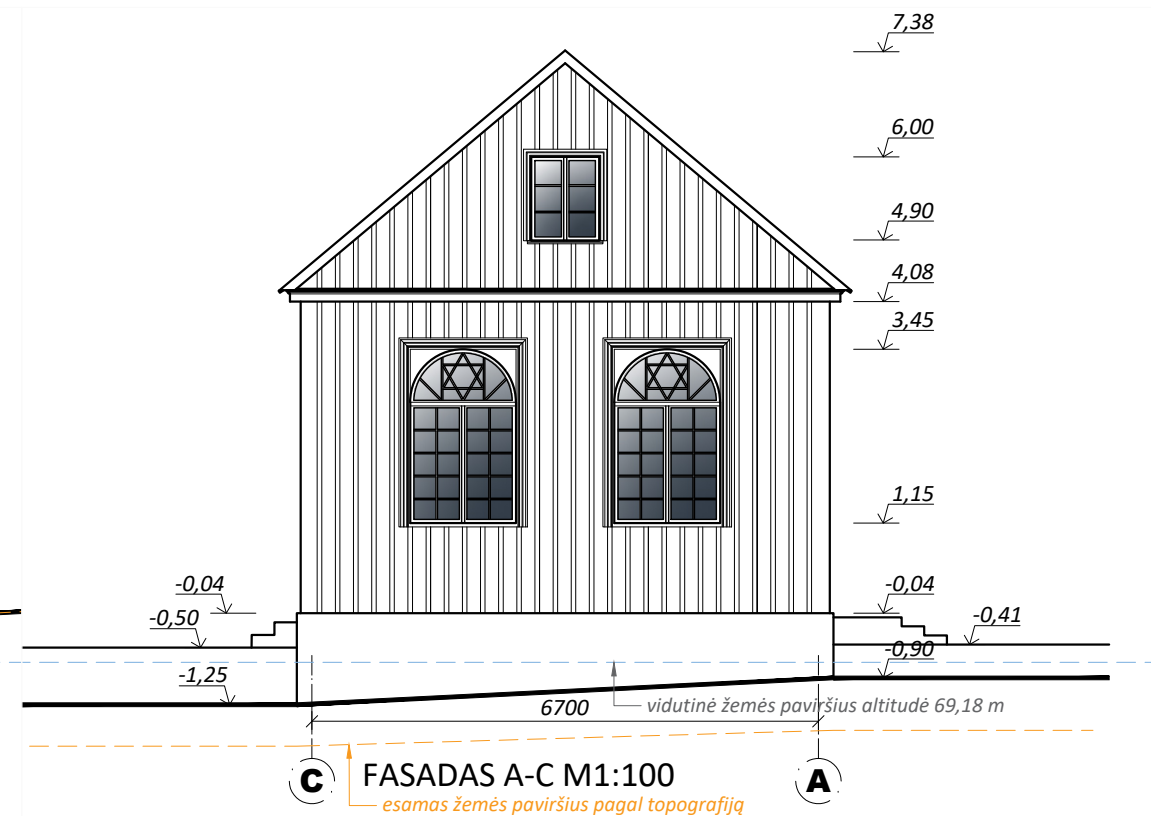 7,38
6,00
4,90
4,08
3,45
1,15
-0,04
-0,04
-0,50
-0,41
-0,90
-1,25
6700
vidutinė žemės paviršius altitudė 69,18 m
C
FASADAS A-C M1:100
A
esamas žemės paviršius pagal topografiją